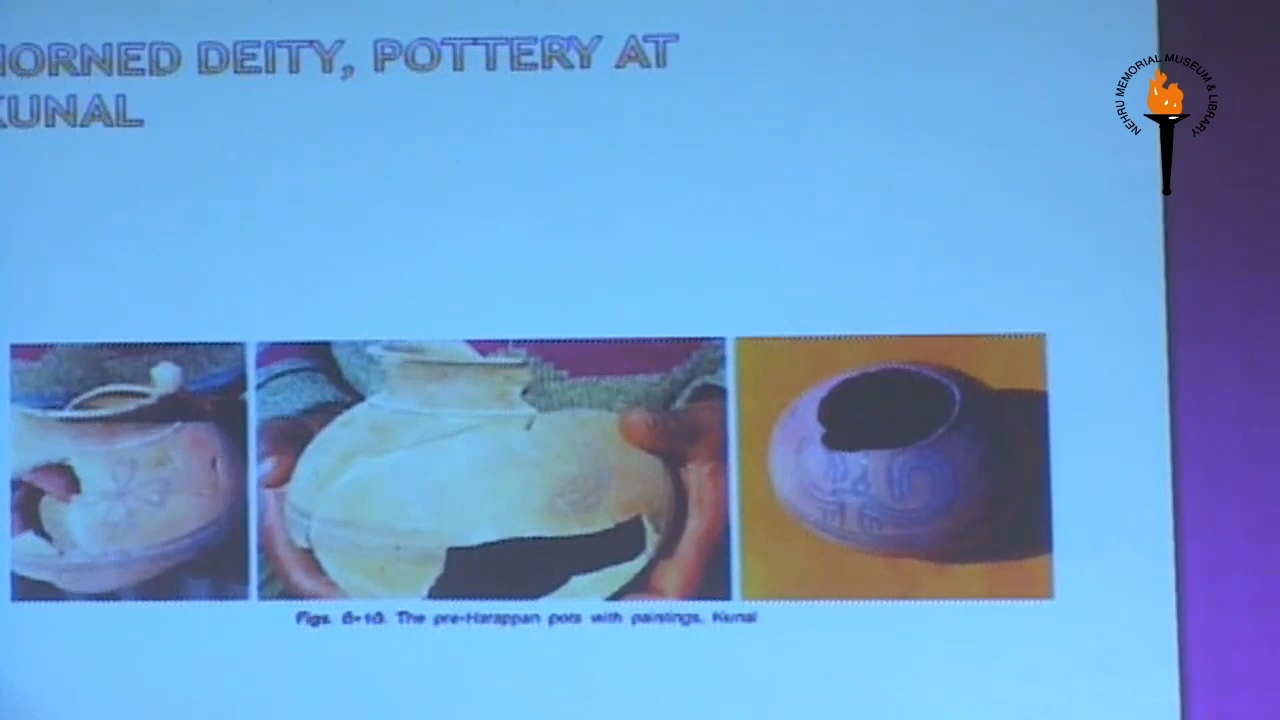 HORNED DEITY, POTTERY AT
KUNAL
NEHRU MEMORIAL MUSEUM & LIBRARY
Figs. 8-10. The pre-Harappan pots with paintings, Kunal